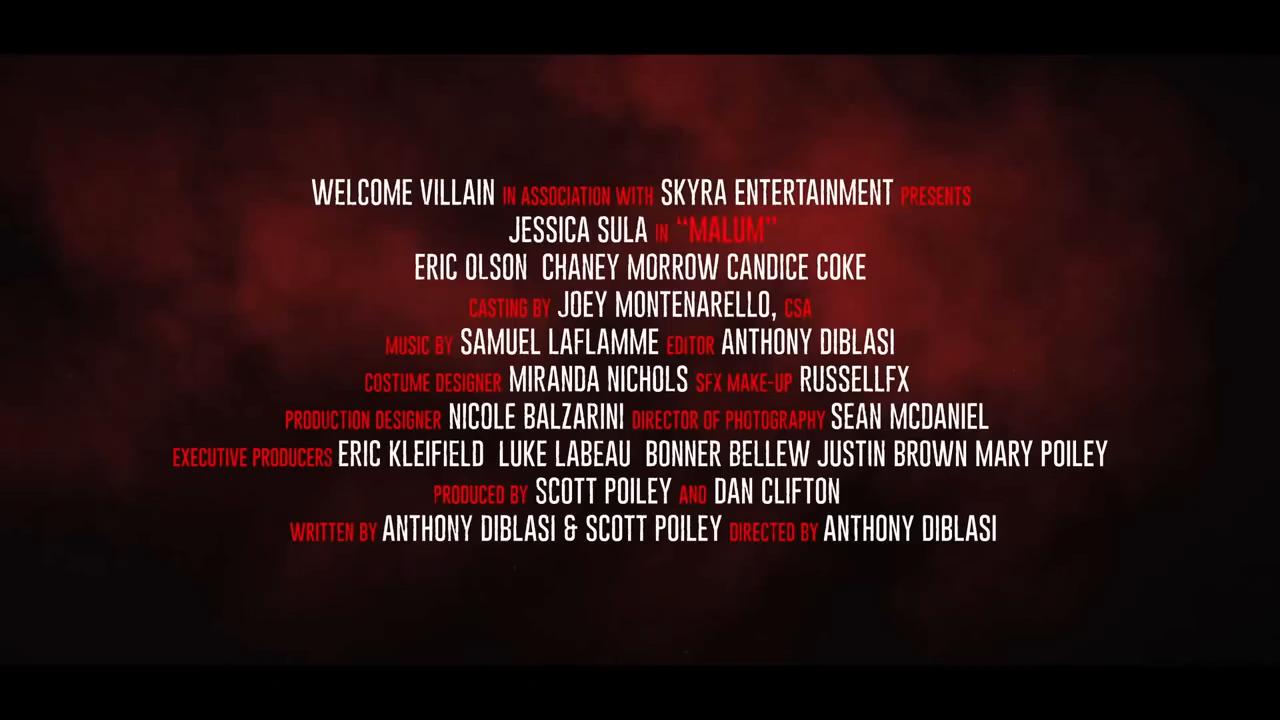 WELCOME VILLAIN IN ASSOCIATION WITH SKYRA ENTERTAINMENT PRESENTS
JESSICA SULA IN “MALUM”
ERIC OLSON CHANEY MORROW CANDICE COKE
CASTING BY JOEY MONTENARELLO, CSA
MUSIC BY SAMUEL LAFLAMME EDITOR ANTHONY DIBLASI
COSTUME DESIGNER MIRANDA NICHOLS SFX MAKE-UP RUSSELLFX
PRODUCTION DESIGNER NICOLE BALZARINI DIRECTOR OF PHOTOGRAPHY SEAN MCDANIEL
EXECUTIVE PRODUCERS ERIC KLEIFIELD LUKE LABEAU BONNER BELLEW JUSTIN BROWN MARY POILEY
PRODUCED BY SCOTT POILEY AND DAN CLIFTON
WRITTEN BY ANTHONY DIBLASI & SCOTT POILEY DIRECTED BY ANTHONY DIBLASI